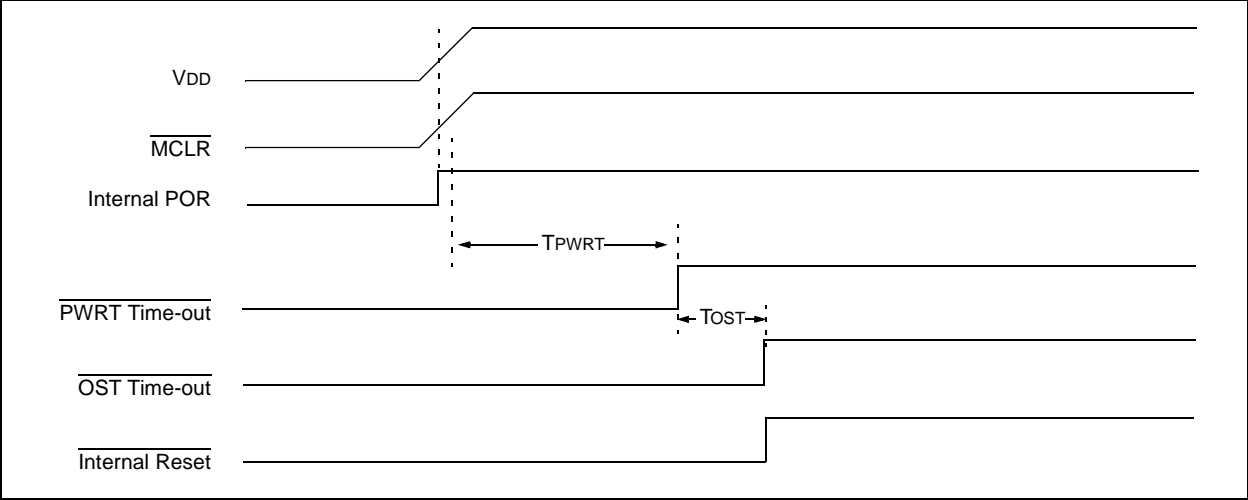 VDD
MCLR
Internal POR
TPWRT
PWRT Time-out
TOST
OST Time-out
Internal Reset